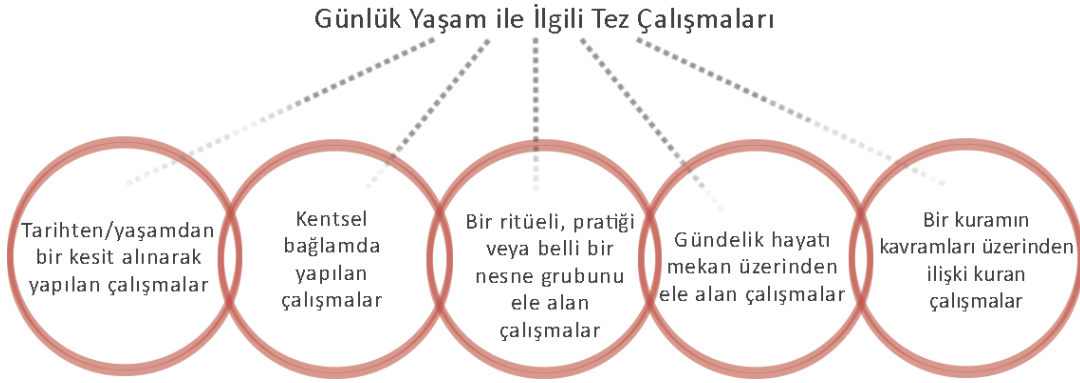 Günlük Yaşam ile İlgili Tez Çalışmaları
Tarihten/yaşamdan
bir kesit alınarak
yapılan çalışmalar
Kentsel
bağlamda
yapılan
çalışmalar
Bir ritüeli, pratiği
veya belli bir
nesne grubunu
ele alan
çalışmalar
Gündelik hayatı
mekan üzerinden
ele alan çalışmalar
Bir kuramın
kavramları üzerinden
ilişki kuran
çalışmalar